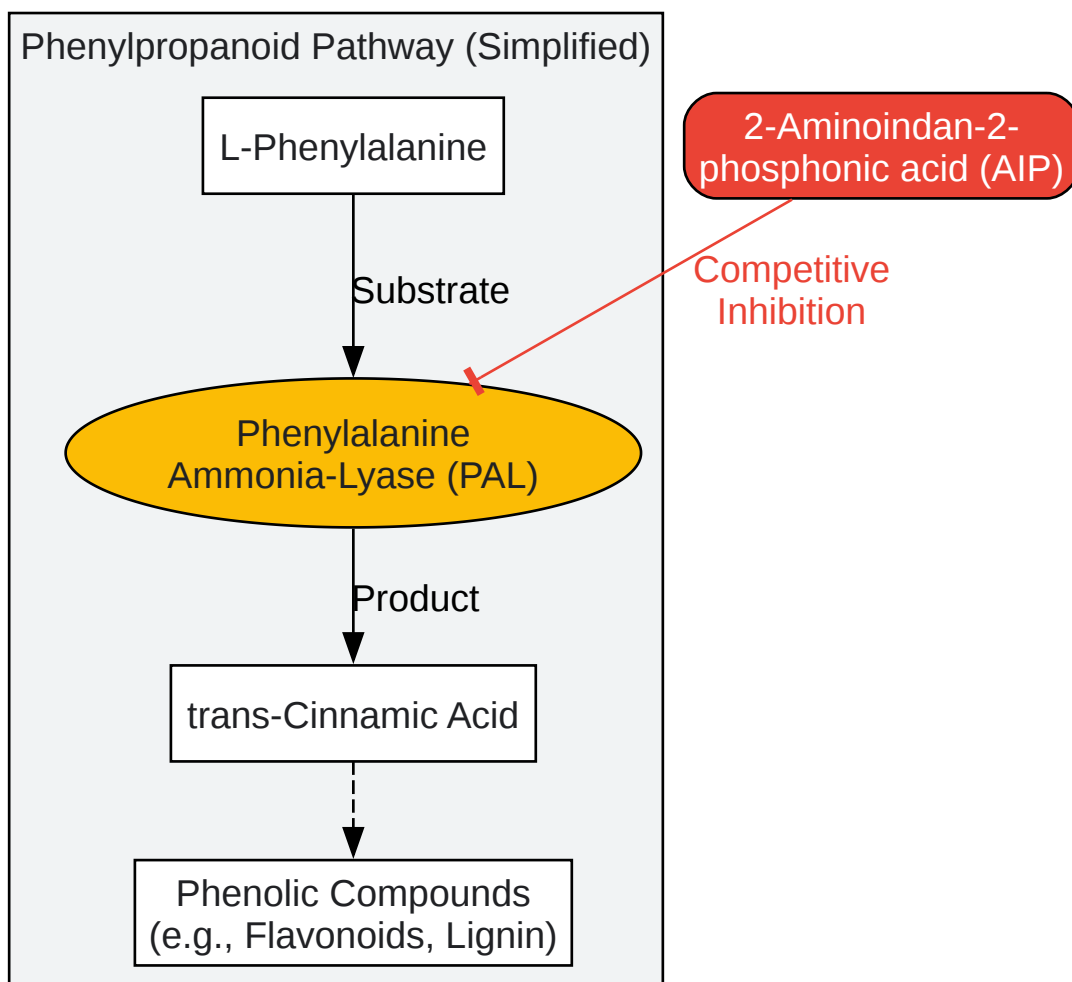 Phenylpropanoid Pathway (Simplified)
L-Phenylalanine
2-Aminoindan-2-
phosphonic acid (AIP)
Substrate
Competitive
Inhibition
Phenylalanine
Ammonia-Lyase (PAL)
Product
trans-Cinnamic Acid
Phenolic Compounds
(e.g., Flavonoids, Lignin)